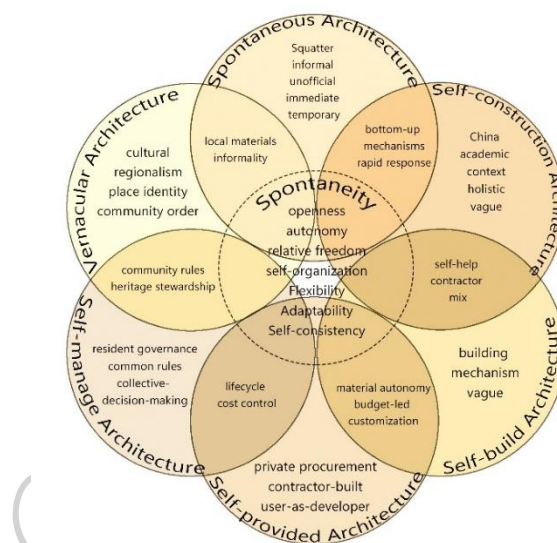 Spontaneous Architecture
Squatter
informal
unofficial
immediate
temporary
Vernacular Architecture
cultural
regionalism
place identity
community order
local materials
informality
bottom-up
mechanisms
rapid response
Self-construction Architecture
China
academic
context
holistic
vague
Spontaneity
openness
autonomy
relative freedom
self-organization
Flexibility
Adaptability
Self-consistency
community rules
heritage stewardship
self-help
contractor
mix
Self-manage Architecture
resident governance
common rules
collective-
decision-making
lifecycle
cost control
material autonomy
budget-led
customization
building
mechanism
vague
Self-build Architecture
private procurement
contractor-built
user-as-developer
Self-provided Architecture